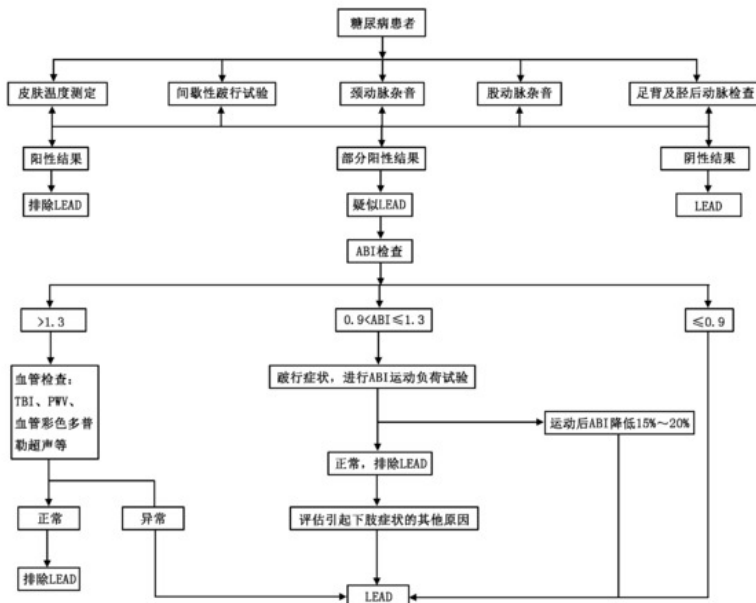 糖尿病患者
皮肤温度测定
间歇性跛行试验
颈动脉杂音
股动脉杂音
足背及胫后动脉检查
阳性结果
部分阳性结果
阴性结果
排除LEAD
疑似LEAD
LEAD
ABI检查
>1.3
0.9<ABI≤1.3
≤0.9
血管检查:
TBI、PWV、
血管彩色多普
勒超声等
跛行症状，进行ABI运动负荷试验
运动后ABI降低15%～20%
正常，排除LEAD
正常
异常
评估引起下肢症状的其他原因
排除LEAD
LEAD